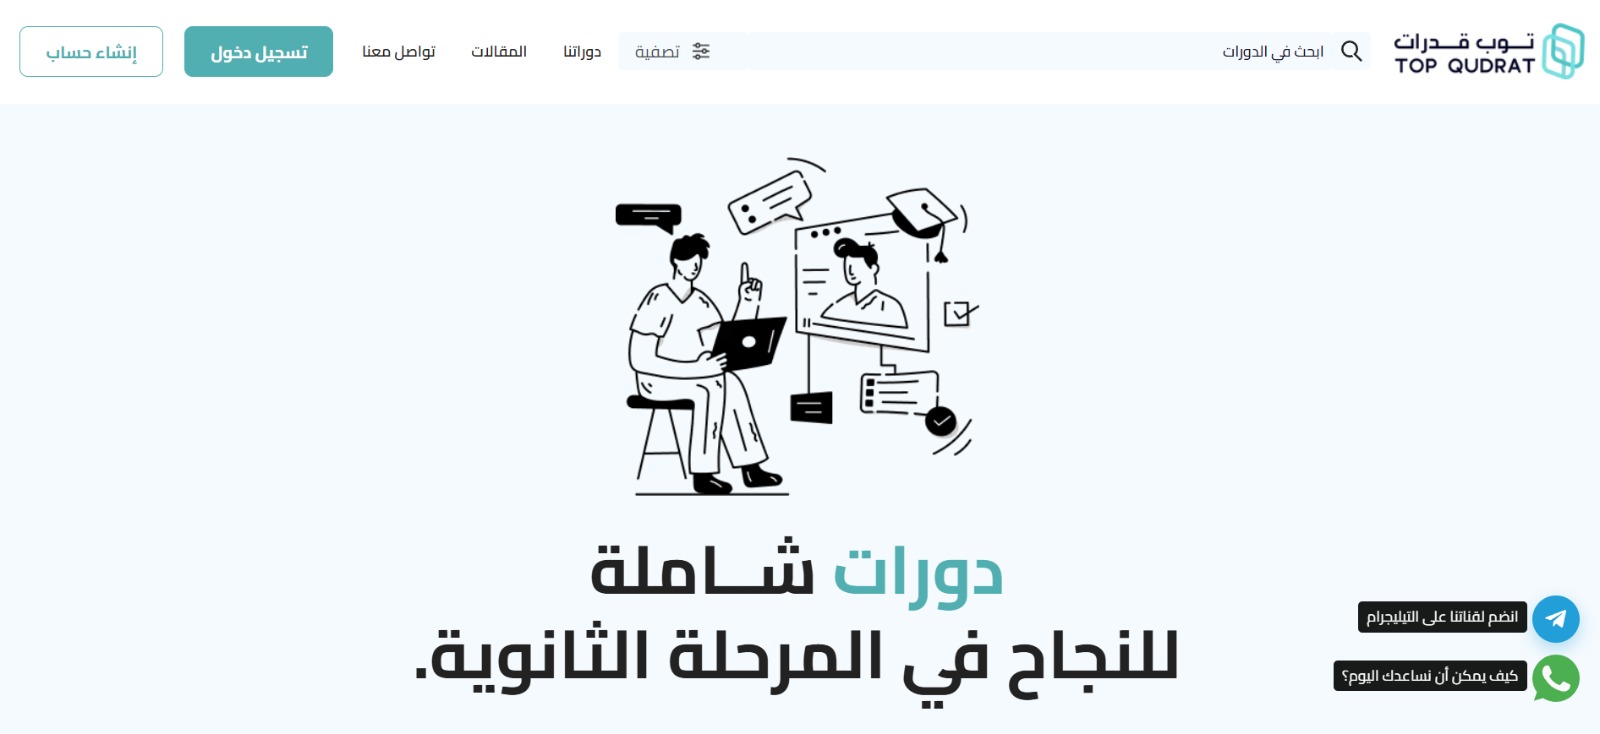 تــوب قــدرات
TOP QUDRAT
ابحث في الدورات
تصفية
دوراتنا
المقالات
تواصل معنا
تسجيل دخول
إنشاء حساب
دورات شــاملة
للنجاح في المرحلة الثانوية.
انضم لقناتنا على التيليجرام
كيف يمكن أن نساعدك اليوم؟